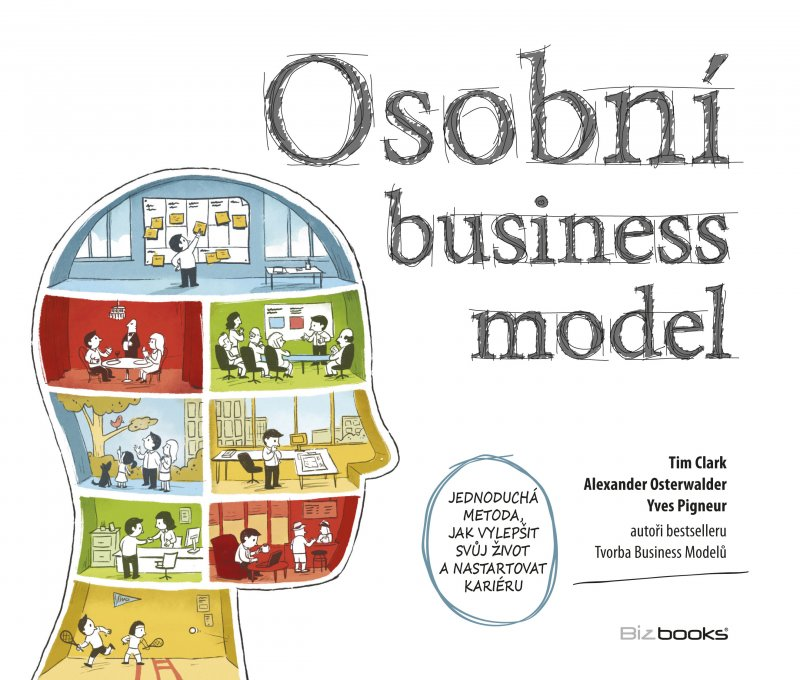 Osobní
business
model
Tim Clark
Alexander Osterwalder
Yves Pigneur
autoři bestselleru
Tvorba Business Modelů
JEDNODUCHÁ
METODA,
JAK VYLEPŠIT
SVŮJ ŽIVOT
A NASTARTOVAT
KARIÉRU
Bizbooks